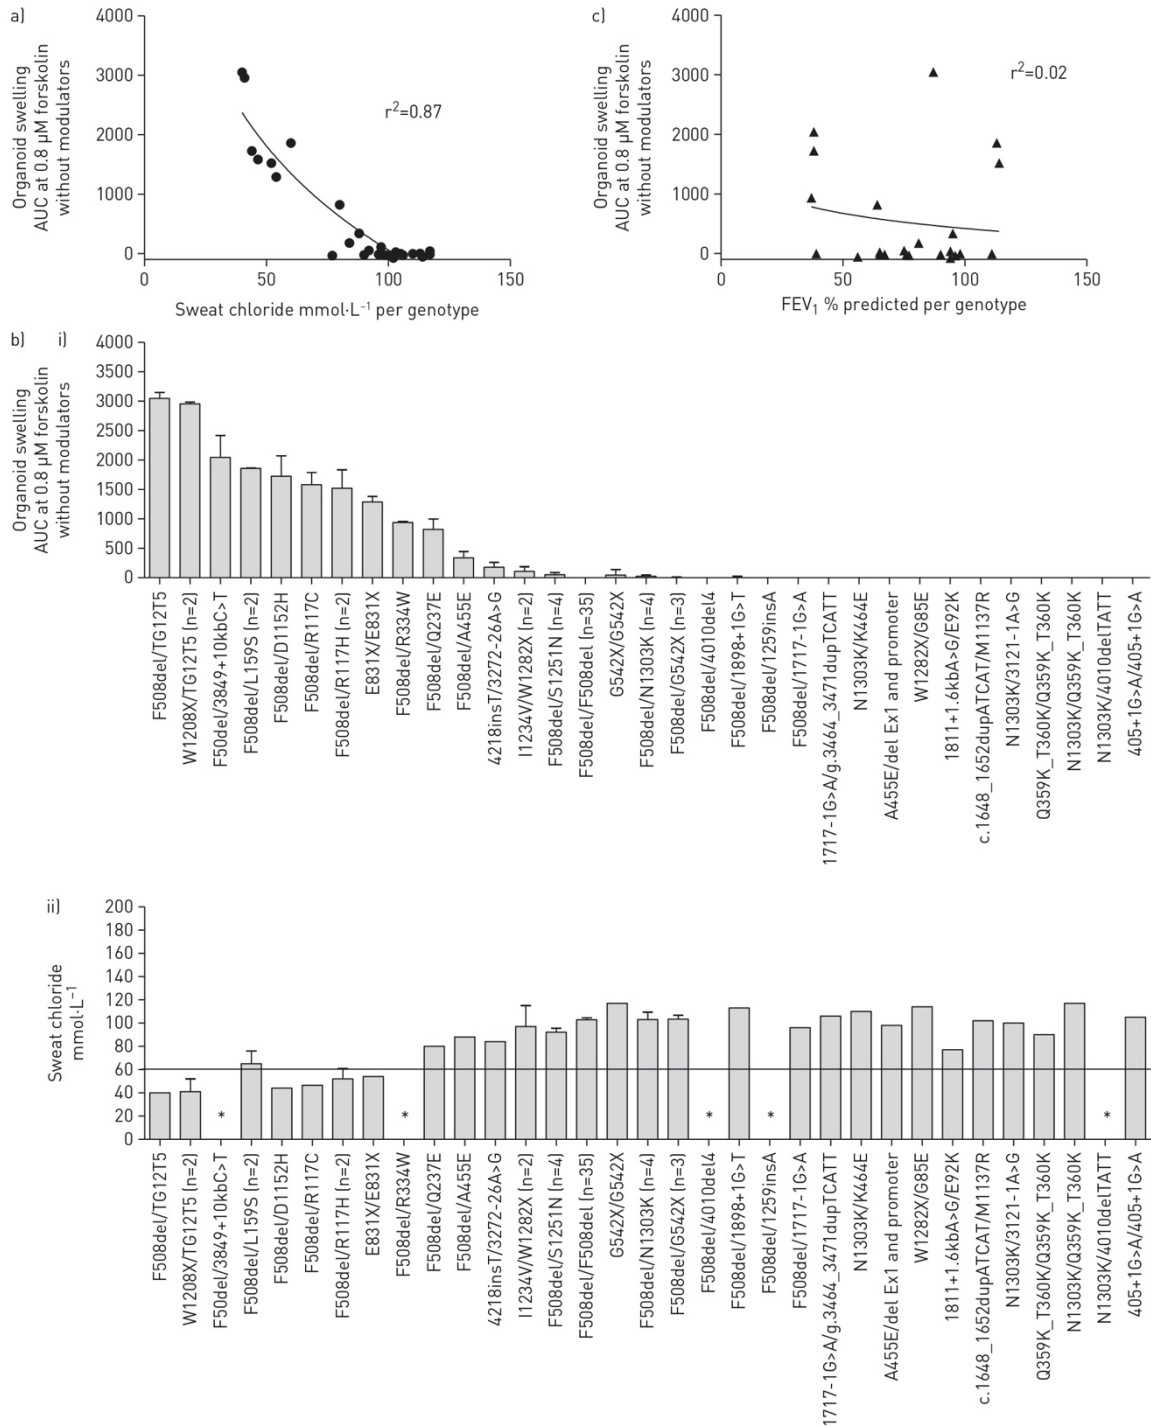 a)
4000
3000
2000
1000
0
Organoid swelling
AUC at 0.8 µM forskolin
without modulators
r²=0.87
0
50
100
150
Sweat chloride mmol·L⁻¹ per genotype
c)
4000
3000
2000
1000
0
Organoid swelling
AUC at 0.8 µM forskolin
without modulators
r²=0.02
0
50
100
150
FEV₁ % predicted per genotype
b)
i)
4000
3500
3000
2500
2000
1500
1000
500
0
Organoid swelling
AUC at 0.8 µM forskolin
without modulators
F508del/TG12T5
W1208X/TG12T5 (n=2)
F50del/3849+10kbC>T
F508del/L159S (n=2)
F508del/D1152H
F508del/R117C
F508del/R117H (n=2)
E831X/E831X
F508del/R334W
F508del/Q237E
F508del/A455E
4218insT/3272-26A>G
I1234V/W1282X (n=2)
F508del/S1251N (n=4)
F508del/F508del (n=35)
G542X/G542X
F508del/N1303K (n=4)
F508del/G542X (n=3)
F508del/4010del4
F508del/1898+1G>T
F508del/1259insA
F508del/1717-1G>A
1717-1G>A/g.3464_3471dupTCATT
N1303K/K464E
A455E/del Ex1 and promoter
W1282X/G85E
1811+1.6kbA>G/E92K
c.1648_1652dupATCAT/M1137R
N1303K/3121-1A>G
Q359K_T360K/Q359K_T360K
N1303K/Q359K_T360K
N1303K/4010delTATT
405+1G>A/405+1G>A
ii)
200
180
160
140
120
100
80
60
40
20
0
Sweat chloride
mmol·L⁻¹
*
*
*
*
*
F508del/TG12T5
W1208X/TG12T5 (n=2)
F50del/3849+10kbC>T
F508del/L159S (n=2)
F508del/D1152H
F508del/R117C
F508del/R117H (n=2)
E831X/E831X
F508del/R334W
F508del/Q237E
F508del/A455E
4218insT/3272-26A>G
I1234V/W1282X (n=2)
F508del/S1251N (n=4)
F508del/F508del (n=35)
G542X/G542X
F508del/N1303K (n=4)
F508del/G542X (n=3)
F508del/4010del4
F508del/1898+1G>T
F508del/1259insA
F508del/1717-1G>A
1717-1G>A/g.3464_3471dupTCATT
N1303K/K464E
A455E/del Ex1 and promoter
W1282X/G85E
1811+1.6kbA>G/E92K
c.1648_1652dupATCAT/M1137R
N1303K/3121-1A>G
Q359K_T360K/Q359K_T360K
N1303K/Q359K_T360K
N1303K/4010delTATT
405+1G>A/405+1G>A